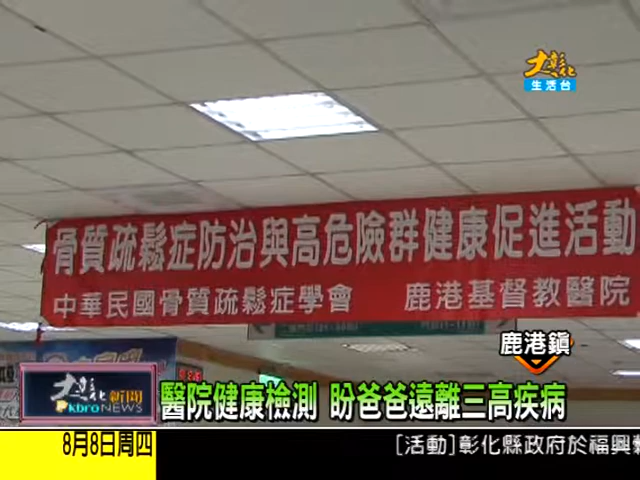 大彰化
生活台
骨質疏鬆症防治與高危險群健康促進活動
中華民國骨質疏鬆症學會 鹿港基督教醫院
鹿港鎮
大彰化新聞
kbro NEWS
醫院健康檢測 盼爸爸遠離三高疾病
8月8日周四
[活動]彰化縣政府於福興